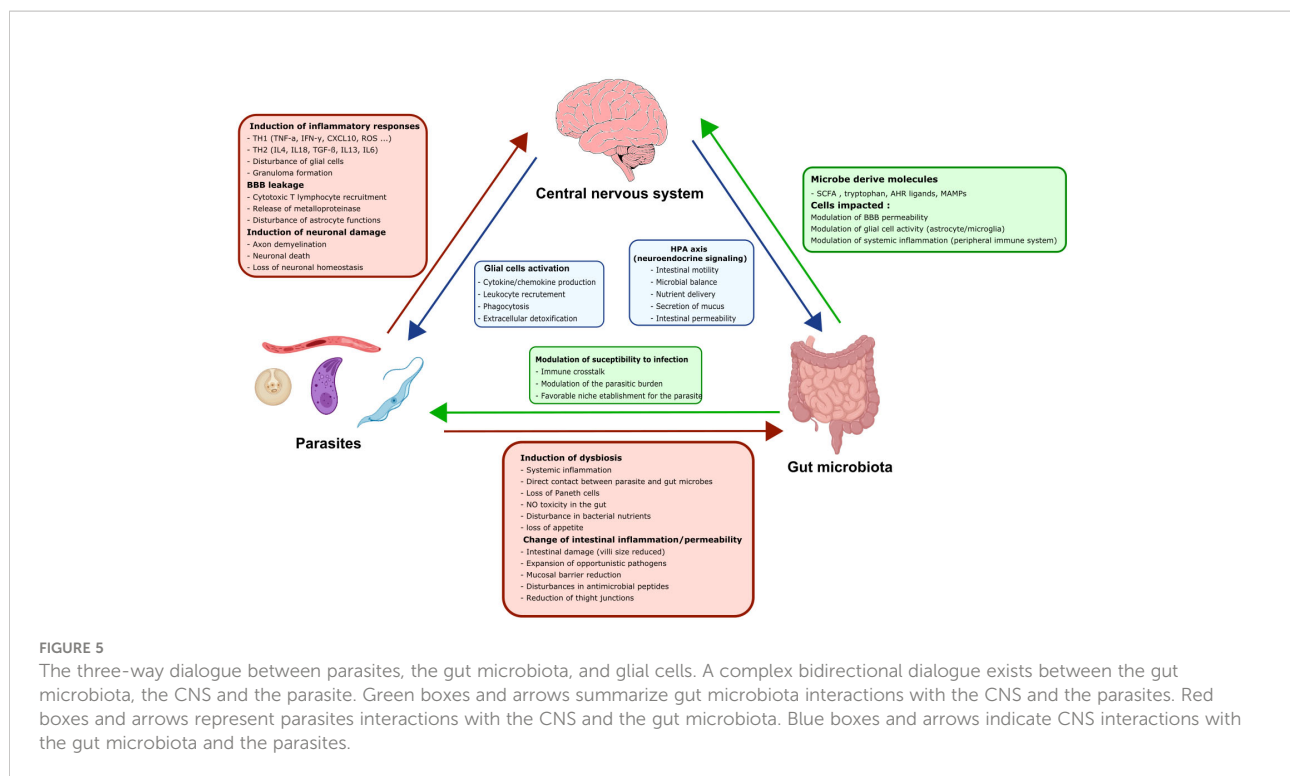 Induction of inflammatory responses
- TH1 (TNF-a, IFN-y, CXCL10, ROS ...)
- TH2 (IL4, IL18, TGF-ß, IL13, IL6)
- Disturbance of glial cells
- Granuloma formation
BBB leakage
- Cytotoxic T lymphocyte recruitment
- Release of metalloproteinase
- Disturbance of astrocyte functions
Induction of neuronal damage
- Axon demyelination
- Neuronal death
- Loss of neuronal homeostasis
Central nervous system
Microbe derive molecules
- SCFA , tryptophan, AHR ligands, MAMPs
Cells impacted :
Modulation of BBB permeability
Modulation of glial cell activity (astrocyte/microglia)
Modulation of systemic inflammation (peripheral immune system)
Glial cells activation
- Cytokine/chemokine production
- Leukocyte recrutement
- Phagocytosis
- Extracellular detoxification
HPA axis
(neuroendocrine signaling)
- Intestinal motility
- Microbial balance
- Nutrient delivery
- Secretion of mucus
- Intestinal permeability
Modulation of suceptibility to infection
- Immune crosstalk
- Modulation of the parasitic burden
- Favorable niche etablishment for the parasite
Parasites
Gut microbiota
Induction of dysbiosis
- Systemic inflammation
- Direct contact between parasite and gut microbes
- Loss of Paneth cells
- NO toxicity in the gut
- Disturbance in bacterial nutrients
- loss of appetite
Change of intestinal inflammation/permeability
- Intestinal damage (villi size reduced)
- Expansion of opportunistic pathogens
- Mucosal barrier reduction
- Disturbances in antimicrobial peptides
- Reduction of thight junctions
FIGURE 5
The three-way dialogue between parasites, the gut microbiota, and glial cells. A complex bidirectional dialogue exists between the gut
microbiota, the CNS and the parasite. Green boxes and arrows summarize gut microbiota interactions with the CNS and the parasites. Red
boxes and arrows represent parasites interactions with the CNS and the gut microbiota. Blue boxes and arrows indicate CNS interactions with
the gut microbiota and the parasites.